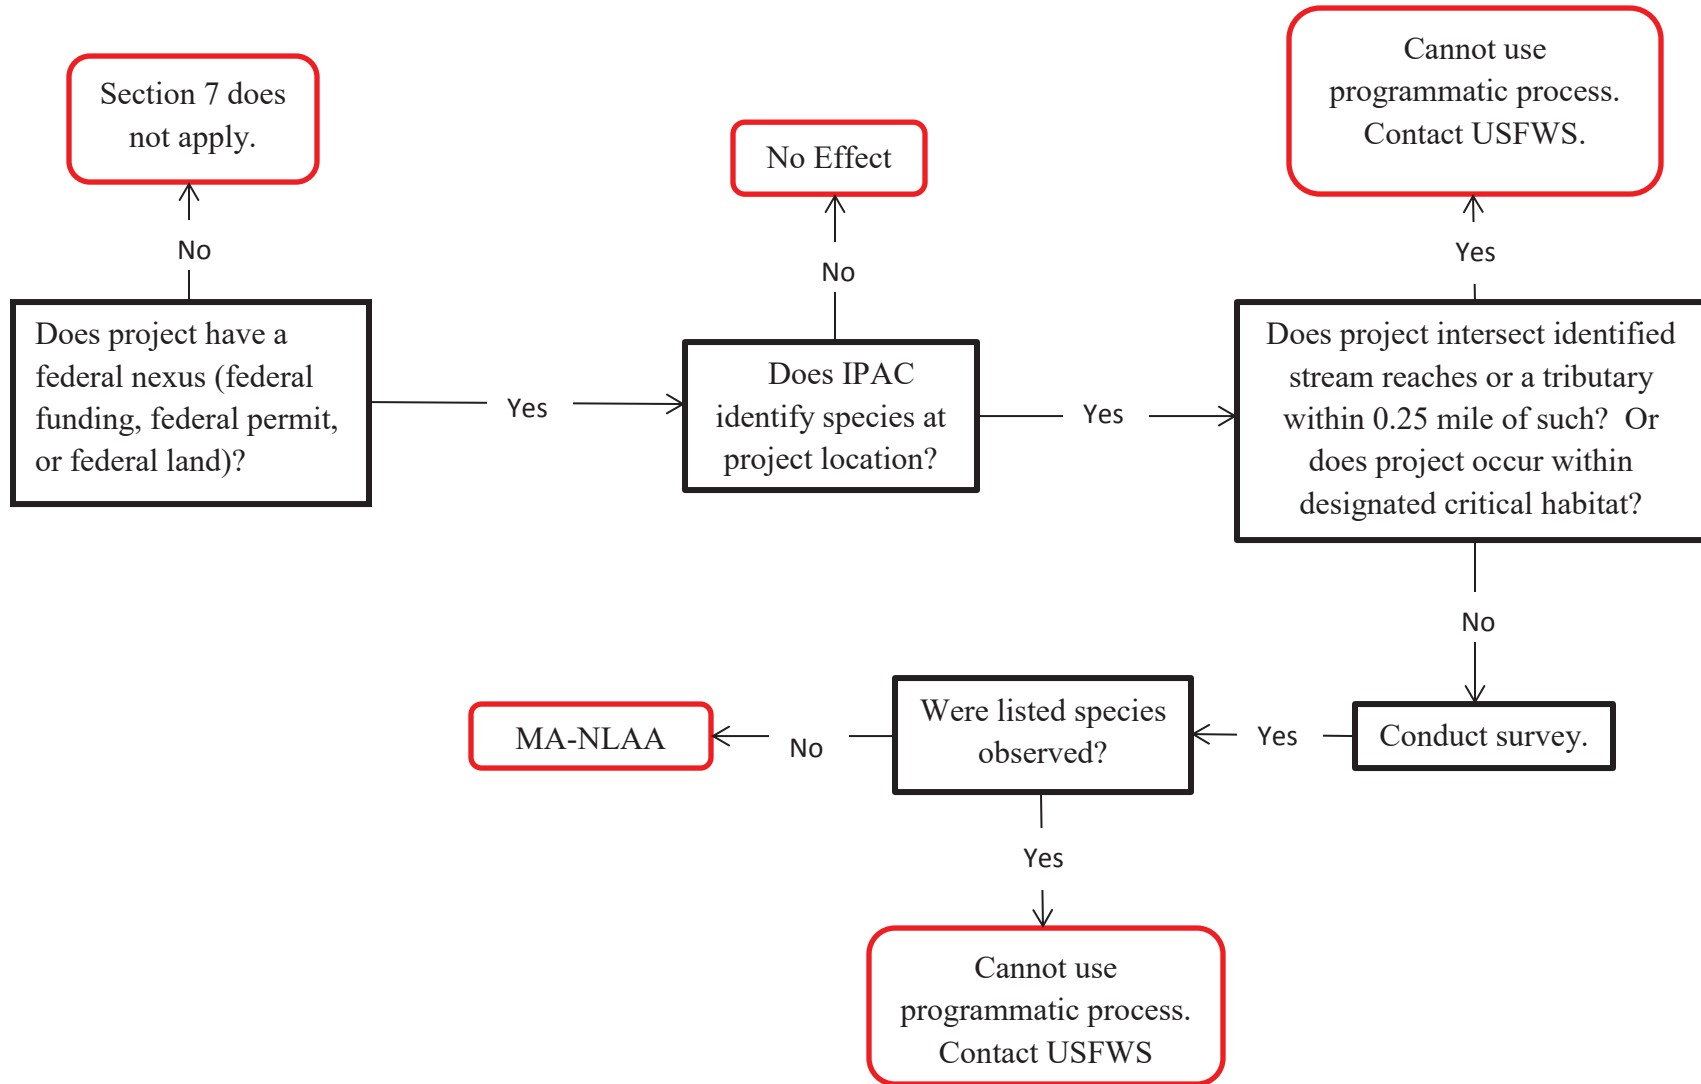 Section 7 does
not apply.
No
Does project have a
federal nexus (federal
funding, federal permit,
or federal land)?
Yes
No Effect
No
Does IPAC
identify species at
project location?
Yes
Cannot use
programmatic process.
Contact USFWS.
Yes
Does project intersect identified
stream reaches or a tributary
within 0.25 mile of such?  Or
does project occur within
designated critical habitat?
No
Conduct survey.
Yes
Were listed species
observed?
No
MA-NLAA
Yes
Cannot use
programmatic process.
Contact USFWS